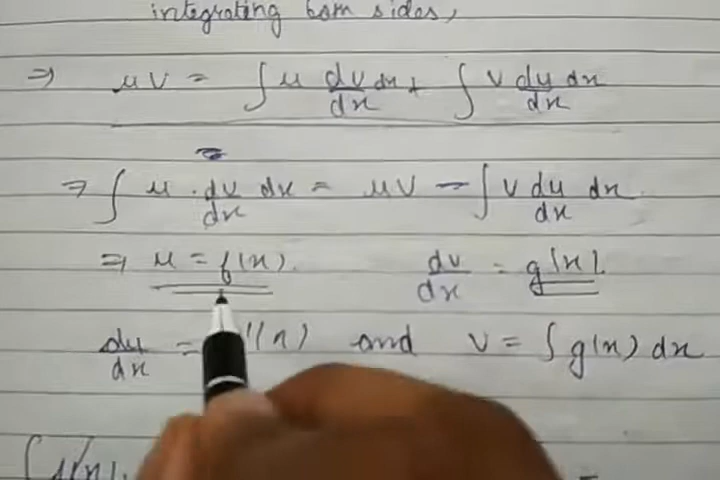 integrating both sides,
⇒ uv = ∫ u dv/dx dx + ∫ v du/dx dx
⇒ ∫ u . dv/dx dx = uv − ∫ v du/dx dx.
⇒ u = f(x). dv/dx = g(x).
du/dx = '(x) and v = ∫ g(x) dx